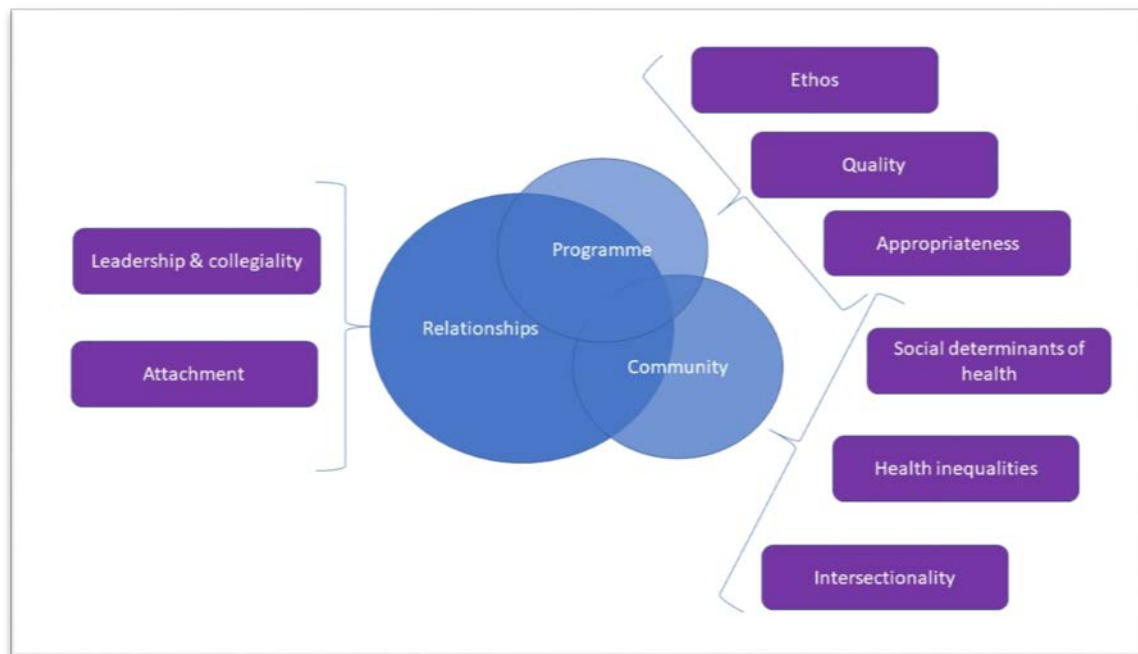 Ethos
Quality
Appropriateness
Leadership & collegiality
Attachment
Programme
Relationships
Community
Social determinants of
health
Health inequalities
Intersectionality